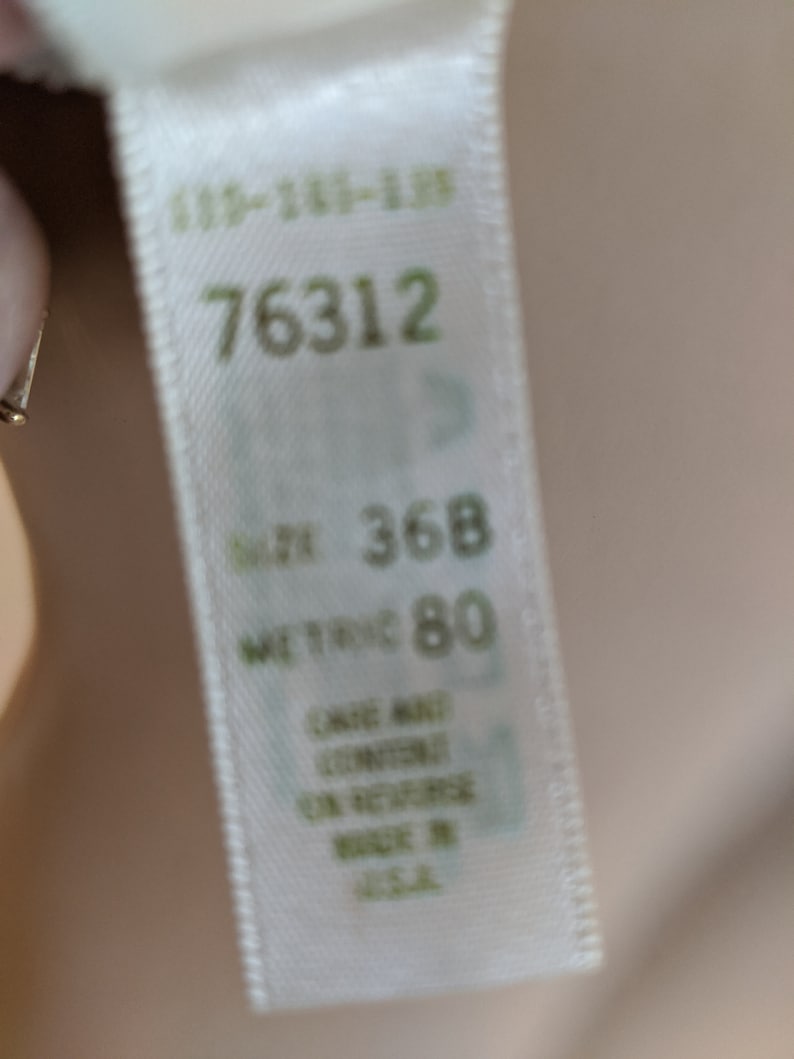 76312
SIZE 36B
METRIC 80
CARE AND
CONTENT
ON REVERSE
MADE IN
U.S.A.